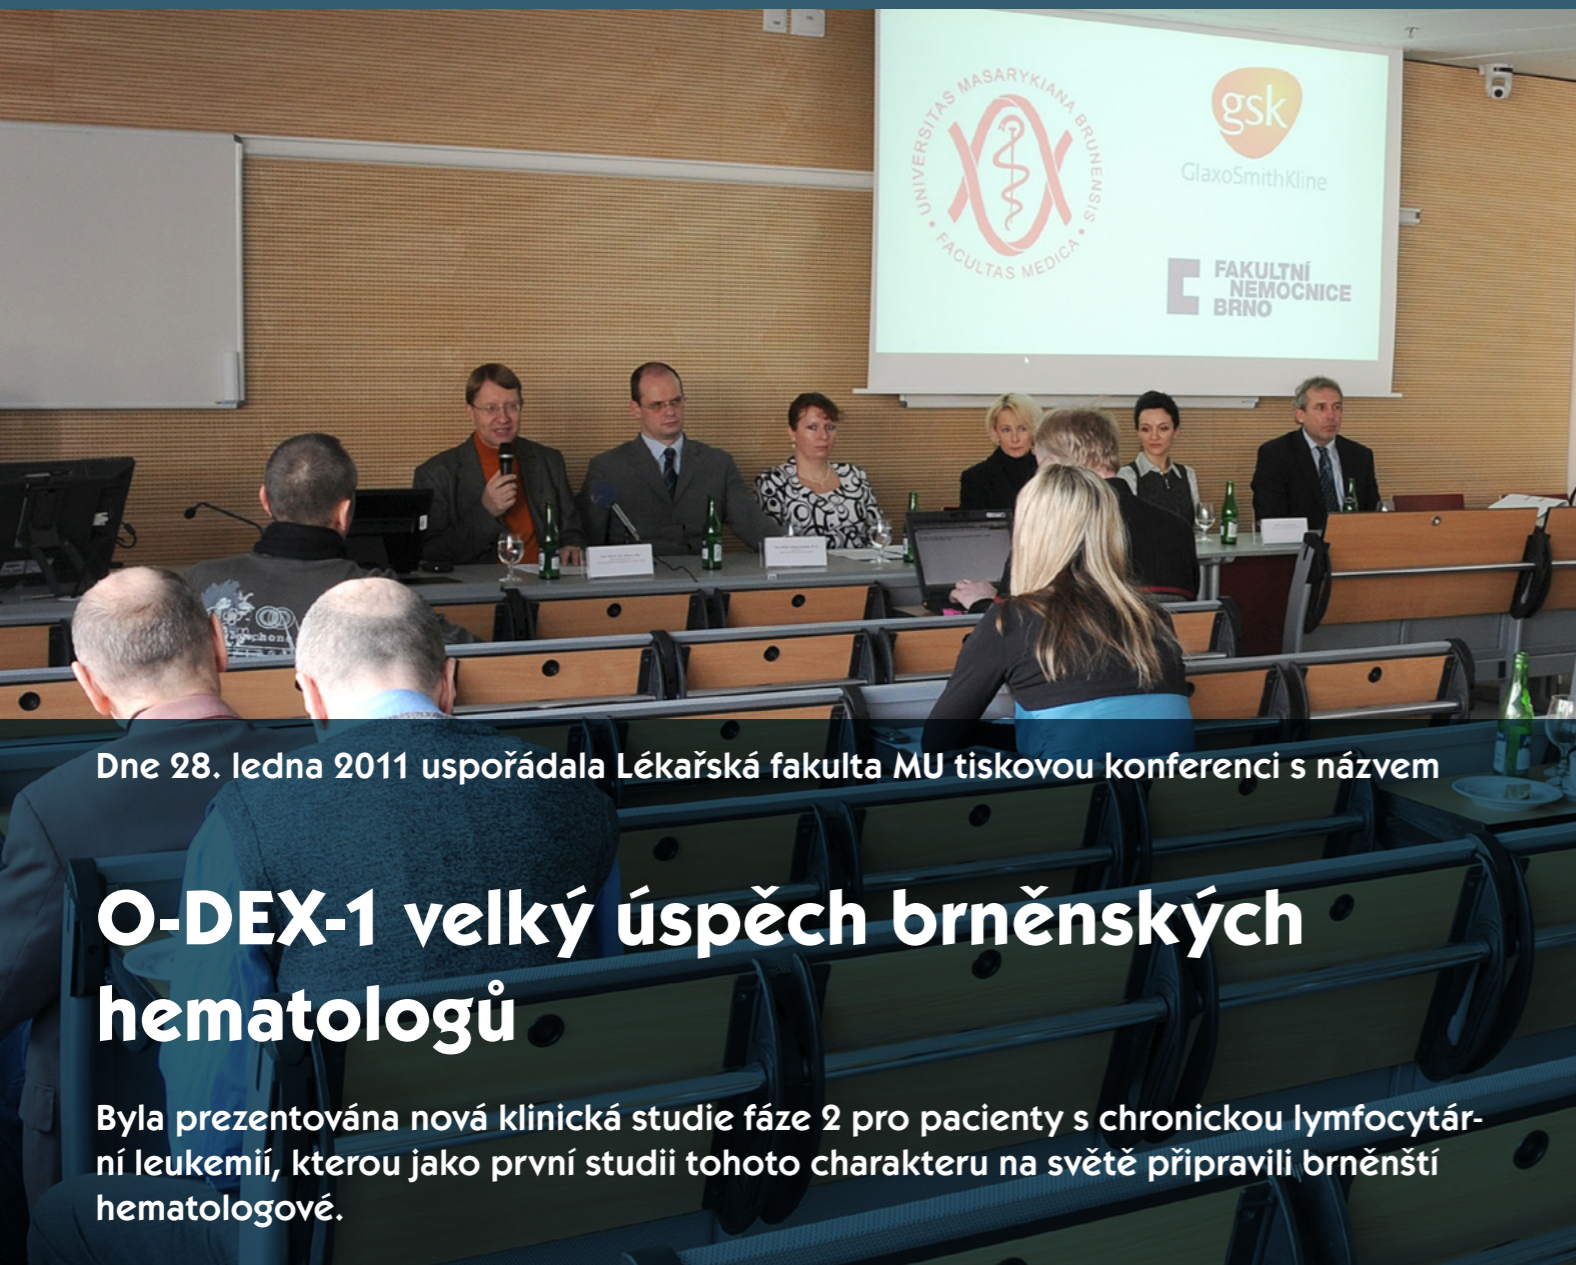 UNIVERSITAS MASARYKIANA BRUNENSIS • FACULTAS MEDICA •
gsk
GlaxoSmithKline
FAKULTNÍ
NEMOCNICE
BRNO
Dne 28. ledna 2011 uspořádala Lékařská fakulta MU tiskovou konferenci s názvem
O-DEX-1 velký úspěch brněnských
hematologů
Byla prezentována nová klinická studie fáze 2 pro pacienty s chronickou lymfocytár-
ní leukemií, kterou jako první studii tohoto charakteru na světě připravili brněnští
hematologové.